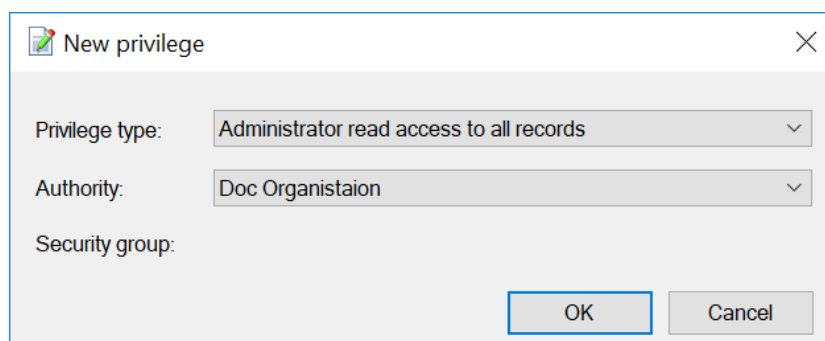 New privilege
Privilege type: Administrator read access to all records
Authority: Doc Organistaion
Security group:
OK Cancel